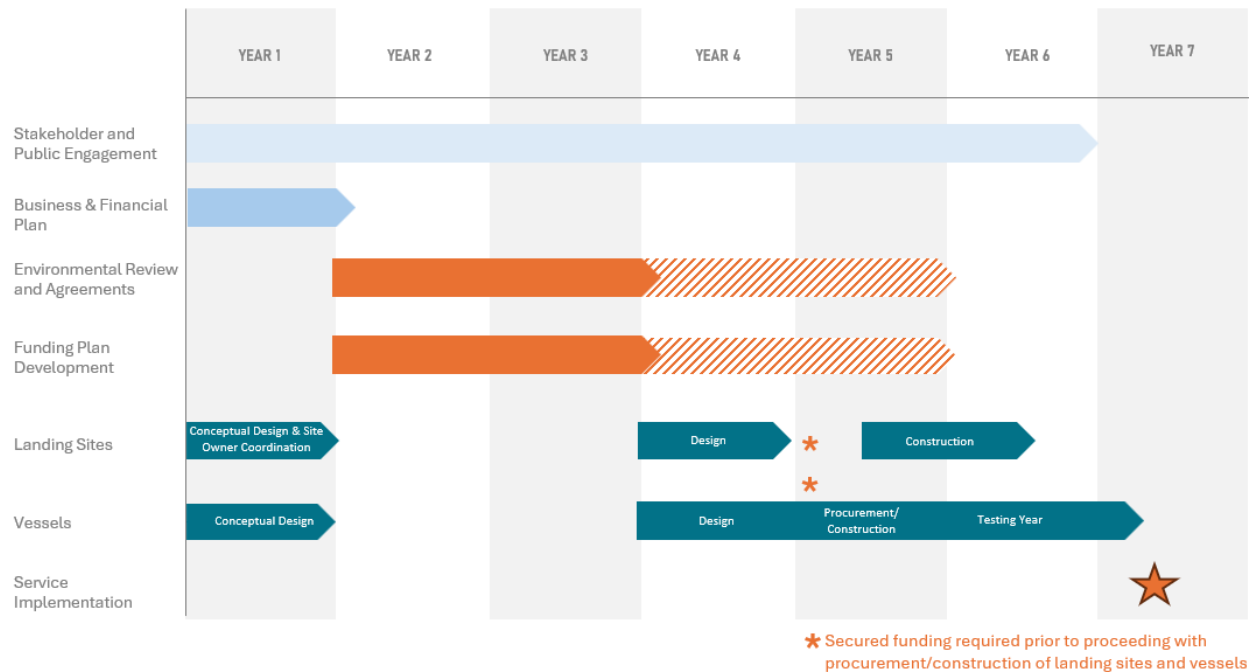 YEAR 1
YEAR 2
YEAR 3
YEAR 4
YEAR 5
YEAR 6
YEAR 7
Stakeholder and
Public Engagement
Business & Financial
Plan
Environmental Review
and Agreements
Funding Plan
Development
Landing Sites
Conceptual Design & Site
Owner Coordination
Design
*
Construction
*
Vessels
Conceptual Design
Design
Procurement/
Construction
Testing Year
Service
Implementation
* Secured funding required prior to proceeding with
procurement/construction of landing sites and vessels